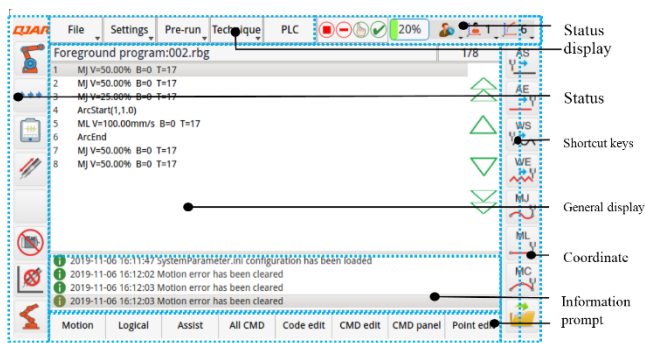 QJAR File Settings Pre-run Technique PLC 20% 1 6
Status display
Foreground program:002.rbg 1/8
1 MJ V=50.00% B=0 T=17
2 MJ V=50.00% B=0 T=17
3 MJ V=25.00% B=0 T=17
4 ArcStart(1,1.0)
5 ML V=100.00mm/s B=0 T=17
6 ArcEnd
7 MJ V=50.00% B=0 T=17
8 MJ V=50.00% B=0 T=17
AS
AE
WS
WE
MJ
ML
MC
Status
Shortcut keys
General display
Coordinate
Information prompt
2019-11-06 16:11:47 SystemParameter.ini configuration has been loaded
2019-11-06 16:12:02 Motion error has been cleared
2019-11-06 16:12:03 Motion error has been cleared
2019-11-06 16:12:03 Motion error has been cleared
Motion Logical Assist All CMD Code edit CMD edit CMD panel Point edit